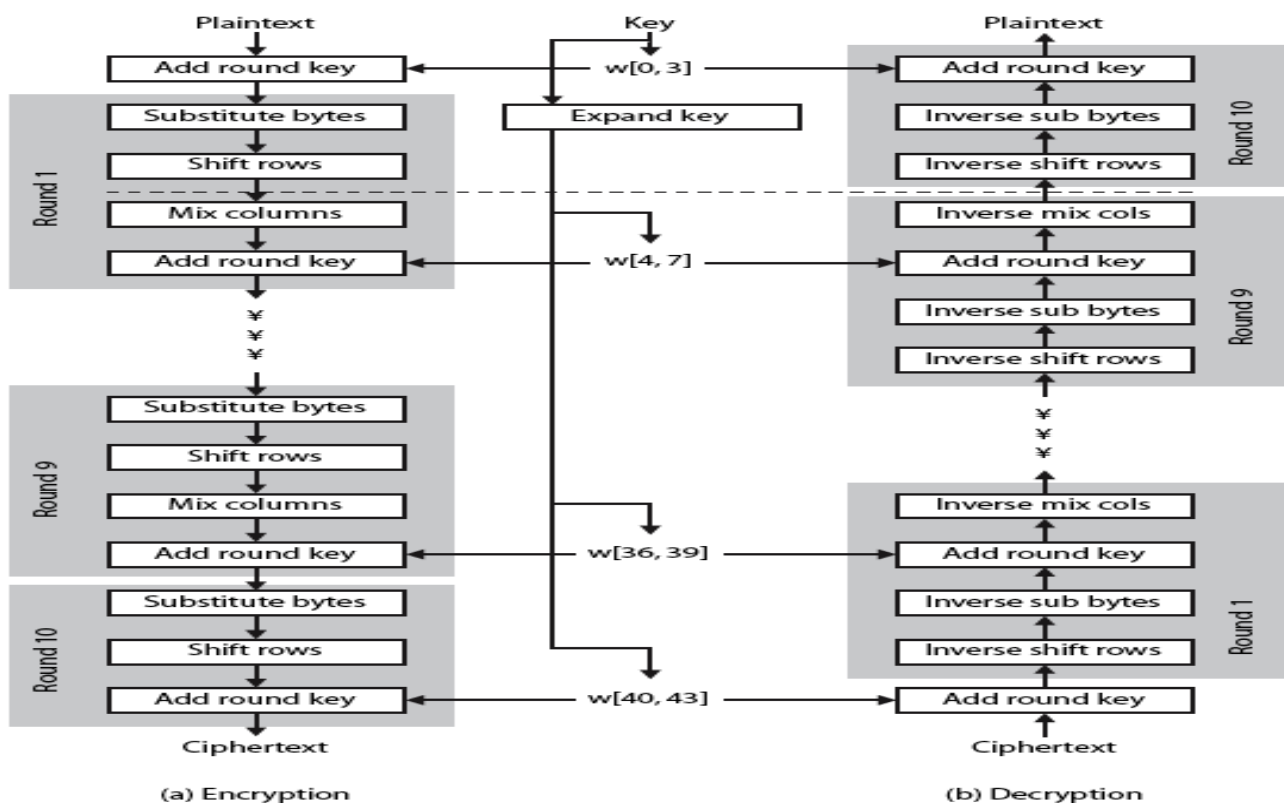 Plaintext
Add round key
Round 1
Substitute bytes
Shift rows
Mix columns
Add round key
¥
¥
¥
Round 9
Substitute bytes
Shift rows
Mix columns
Add round key
Round 10
Substitute bytes
Shift rows
Add round key
Ciphertext
(a) Encryption
Key
w[0, 3]
Expand key
w[4, 7]
w[36, 39]
w[40, 43]
Plaintext
Add round key
Inverse sub bytes
Inverse shift rows
Round 10
Inverse mix cols
Add round key
Inverse sub bytes
Inverse shift rows
Round 9
¥
¥
¥
Inverse mix cols
Add round key
Inverse sub bytes
Inverse shift rows
Round 1
Add round key
Ciphertext
(b) Decryption